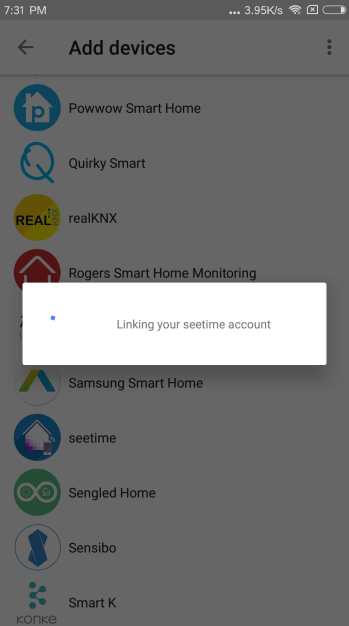 7:31 PM
... 3.95K/s
Add devices
p
Powwow Smart Home
Quirky Smart
REAL
realKNX
Rogers Smart Home Monitoring
Linking your seetime account
Samsung Smart Home
seetime
Sengled Home
Sensibo
KONKE
Smart K